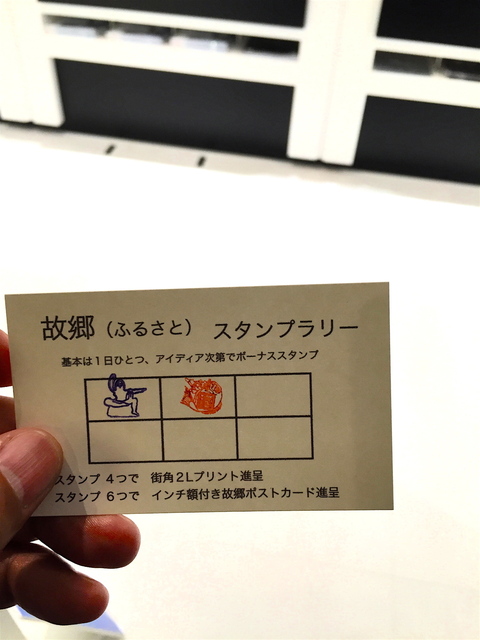 故郷（ふるさと） スタンプラリー
基本は１日ひとつ、アイディア次第でボーナススタンプ
スタンプ ４つで 街角２Lプリント進呈
スタンプ ６つで インチ額付き故郷ポストカード進呈